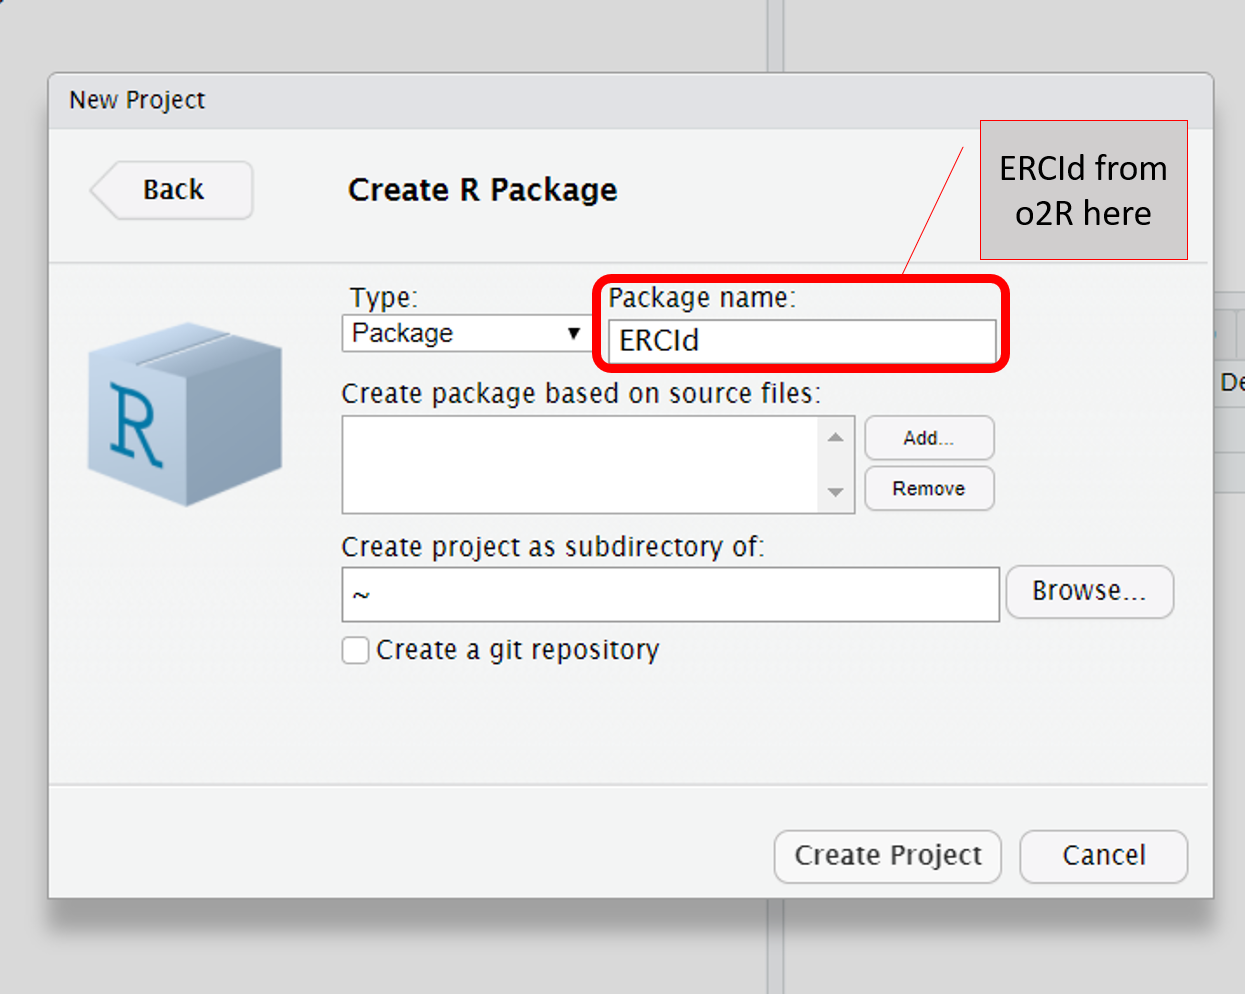 New Project
Back
Create R Package
ERCId from
o2R here
Type:
Package name:
Package
ERCId
Create package based on source files:
Add...
Remove
Create project as subdirectory of:
~
Browse...
Create a git repository
Create Project
Cancel
R
De